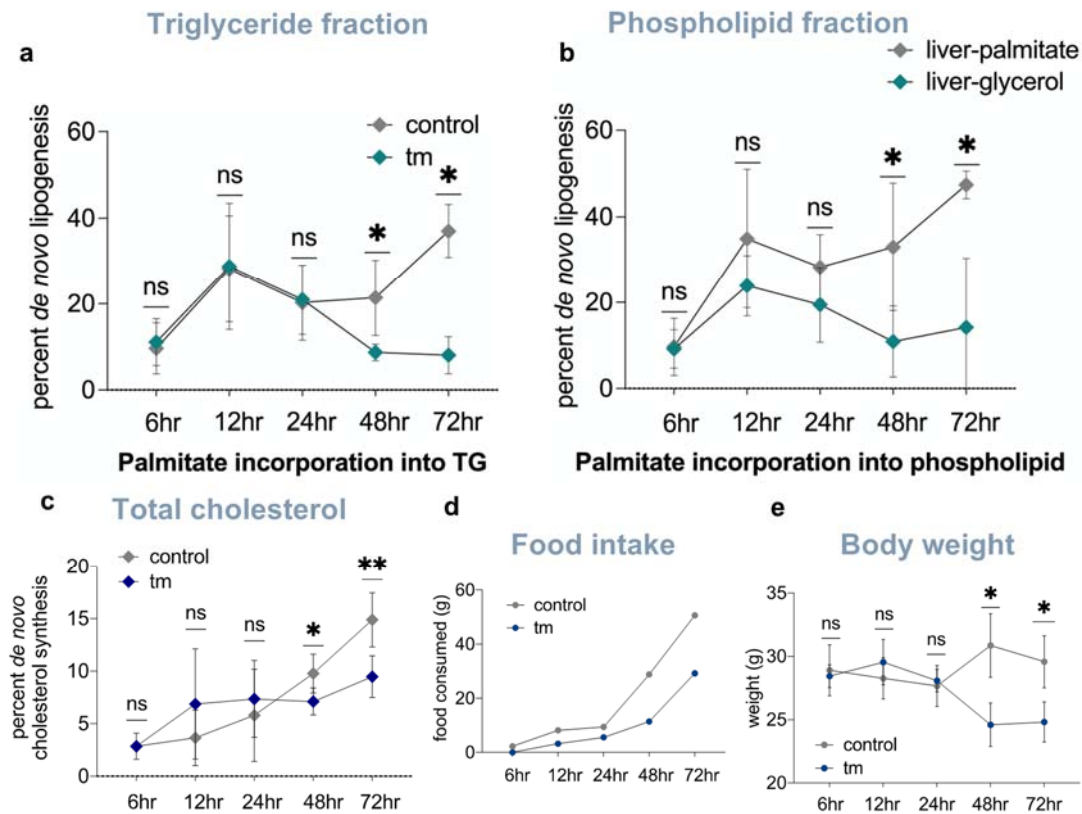 Triglyceride fraction
a
control
tm
percent de novo lipogenesis
60
40
20
0
ns
ns
ns
*
*
6hr 12hr 24hr 48hr 72hr
Palmitate incorporation into TG
Phospholipid fraction
b
liver-palmitate
liver-glycerol
percent de novo lipogenesis
60
40
20
0
ns
ns
ns
*
*
6hr 12hr 24hr 48hr 72hr
Palmitate incorporation into phospholipid
c
Total cholesterol
control
tm
percent de novo
cholesterol synthesis
20
15
10
5
0
ns
ns
ns
*
**
6hr 12hr 24hr 48hr 72hr
d
Food intake
control
tm
food consumed (g)
60
40
20
0
6hr 12hr 24hr 48hr 72hr
e
Body weight
weight (g)
35
30
25
20
ns
ns
ns
*
*
control
tm
6hr 12hr 24hr 48hr 72hr